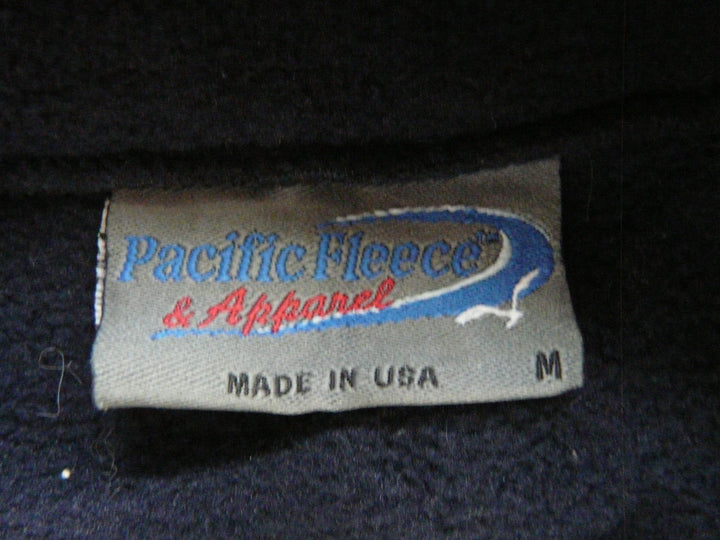 Pacific Fleece™
& Apparel
MADE IN USA
M